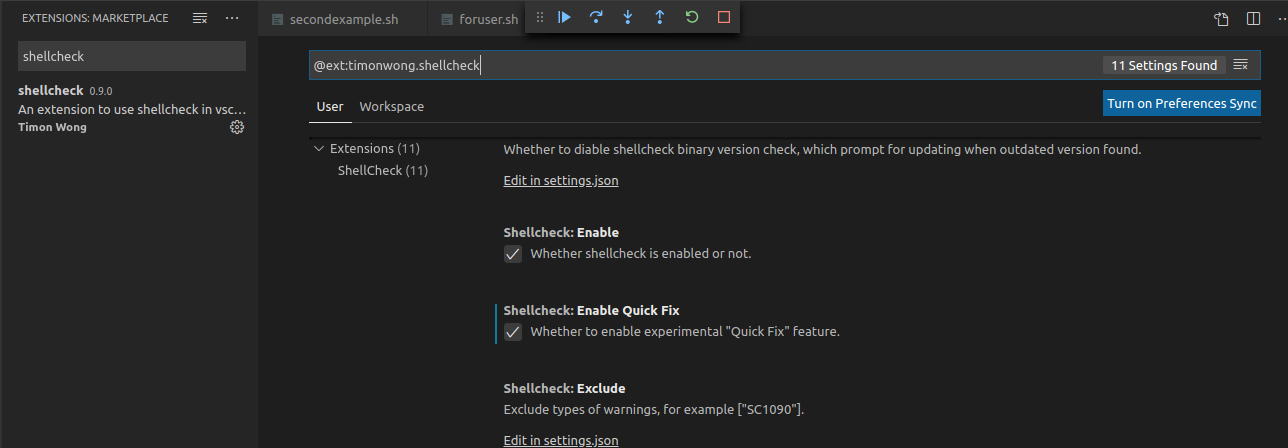 EXTENSIONS: MARKETPLACE
secondexample.sh
foruser.sh
shellcheck
shellcheck 0.9.0
An extension to use shellcheck in vsc...
Timon Wong
@ext:timonwong.shellcheck
11 Settings Found
User
Workspace
Turn on Preferences Sync
Extensions (11)
ShellCheck (11)
Whether to diable shellcheck binary version check, which prompt for updating when outdated version found.
Edit in settings.json
Shellcheck: Enable
Whether shellcheck is enabled or not.
Shellcheck: Enable Quick Fix
Whether to enable experimental "Quick Fix" feature.
Shellcheck: Exclude
Exclude types of warnings, for example ["SC1090"].
Edit in settings.json